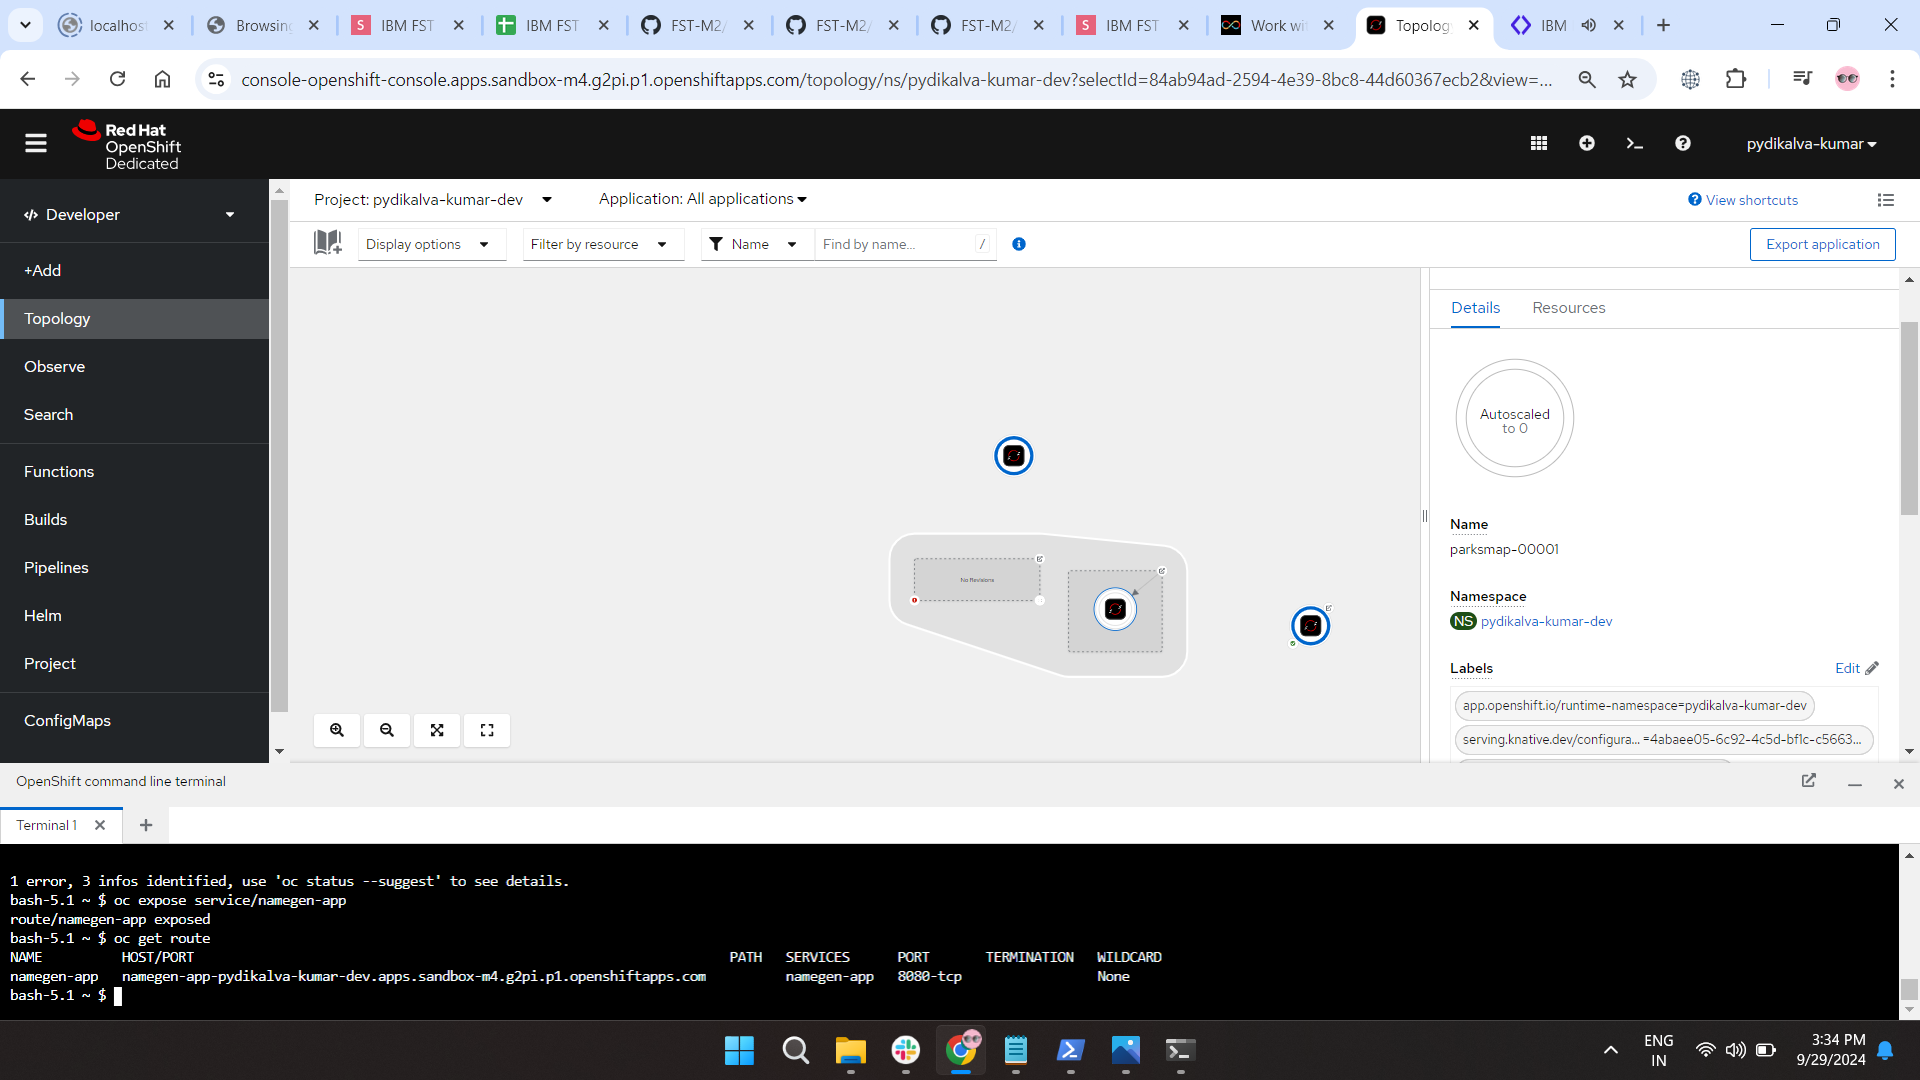 localhost
Browsing
IBM FST
IBM FST
FST-M2/
FST-M2/
FST-M2/
IBM FST
Work wi
Topolog
IBM
console-openshift-console.apps.sandbox-m4.g2pi.p1.openshiftapps.com/topology/ns/pydikalva-kumar-dev?selectId=84ab94ad-2594-4e39-8bc8-44d60367ecb2&view=...
Red Hat
OpenShift
Dedicated
pydikalva-kumar
Developer
+Add
Topology
Observe
Search
Functions
Builds
Pipelines
Helm
Project
ConfigMaps
Project: pydikalva-kumar-dev
Application: All applications
View shortcuts
Display options
Filter by resource
Name
Find by name...
/
Export application
No Revisions
Details
Resources
Autoscaled
to 0
Name
parksmap-00001
Namespace
NS pydikalva-kumar-dev
Labels
Edit
app.openshift.io/runtime-namespace=pydikalva-kumar-dev
serving.knative.dev/configura... =4abaee05-6c92-4c5d-bf1c-c5663...
OpenShift command line terminal
Terminal 1
1 error, 3 infos identified, use 'oc status --suggest' to see details.
bash-5.1 ~ $ oc expose service/namegen-app
route/namegen-app exposed
bash-5.1 ~ $ oc get route
NAME HOST/PORT PATH SERVICES PORT TERMINATION WILDCARD
namegen-app namegen-app-pydikalva-kumar-dev.apps.sandbox-m4.g2pi.p1.openshiftapps.com namegen-app 8080-tcp None
bash-5.1 ~ $
ENG
IN
3:34 PM
9/29/2024